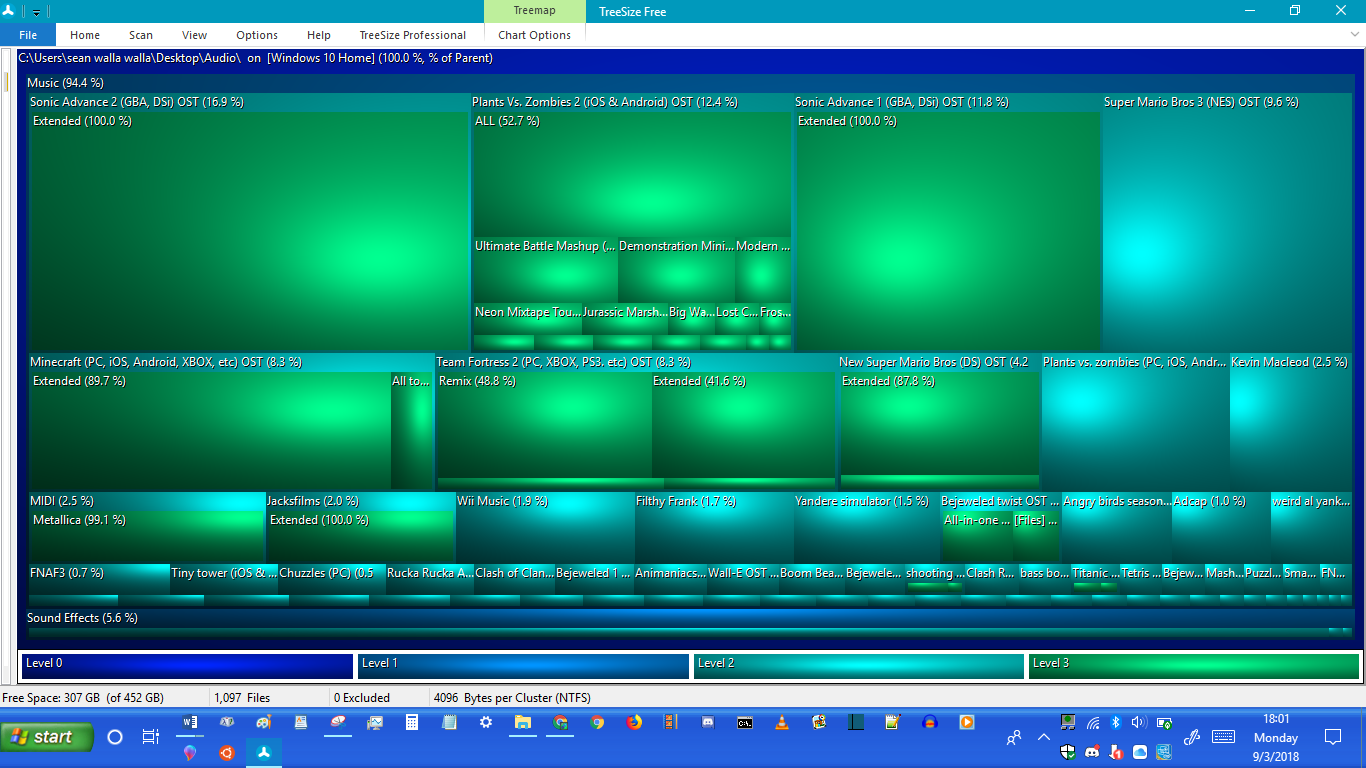 Treemap
TreeSize Free
File Home Scan View Options Help TreeSize Professional Chart Options
C:\Users\sean walla walla\Desktop\Audio\ on [Windows 10 Home] (100.0 %, % of Parent)
Music (94.4 %)
Sonic Advance 2 (GBA, DSi) OST (16.9 %) Plants Vs. Zombies 2 (iOS & Android) OST (12.4 %) Sonic Advance 1 (GBA, DSi) OST (11.8 %) Super Mario Bros 3 (NES) OST (9.6 %)
Extended (100.0 %) ALL (52.7 %) Extended (100.0 %)
Ultimate Battle Mashup (... Demonstration Mini... Modern ...
Neon Mixtape Tou... Jurassic Marsh... Big Wa... Lost C... Fros...
Minecraft (PC, iOS, Android, XBOX, etc) OST (8.3 %) Team Fortress 2 (PC, XBOX, PS3. etc) OST (8.3 %) New Super Mario Bros (DS) OST (4.2 Plants vs. zombies (PC, iOS, Andr... Kevin Macleod (2.5 %)
Extended (89.7 %) All to... Remix (48.8 %) Extended (41.6 %) Extended (87.8 %)
MIDI (2.5 %) Jacksfilms (2.0 %) Wii Music (1.9 %) Filthy Frank (1.7 %) Yandere simulator (1.5 %) Bejeweled twist OST ... Angry birds season... Adcap (1.0 %) weird al yank...
Metallica (99.1 %) Extended (100.0 %) All-in-one ... [Files] ...
FNAF3 (0.7 %) Tiny tower (iOS & ... Chuzzles (PC) (0.5 Rucka Rucka A... Clash of Clan... Bejeweled 1 ... Animaniacs... Wall-E OST ... Boom Bea... Bejewele... shooting ... Clash R... bass bo... Titanic ... Tetris ... Bejew... Mash... Puzzl... Sma... FN...
Sound Effects (5.6 %)
Level 0 Level 1 Level 2 Level 3
Free Space: 307 GB (of 452 GB) 1,097 Files 0 Excluded 4096 Bytes per Cluster (NTFS)
start
18:01
Monday
9/3/2018